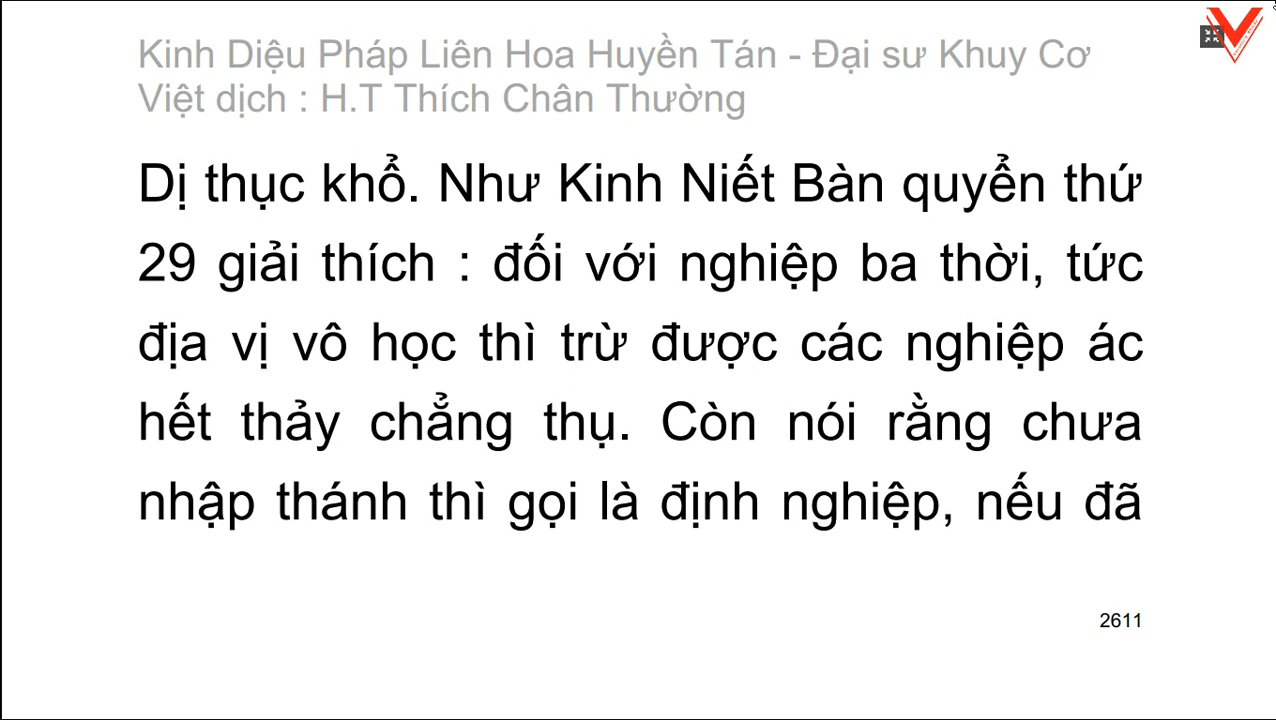 Kinh Diệu Pháp Liên Hoa Huyền Tán - Đại sư Khuy Cơ
Việt dịch : H.T Thích Chân Thường
Dị thục khổ. Như Kinh Niết Bàn quyển thứ
29 giải thích : đối với nghiệp ba thời, tức
địa vị vô học thì trừ được các nghiệp ác
hết thảy chẳng thụ. Còn nói rằng chưa
nhập thánh thì gọi là định nghiệp, nếu đã
2611